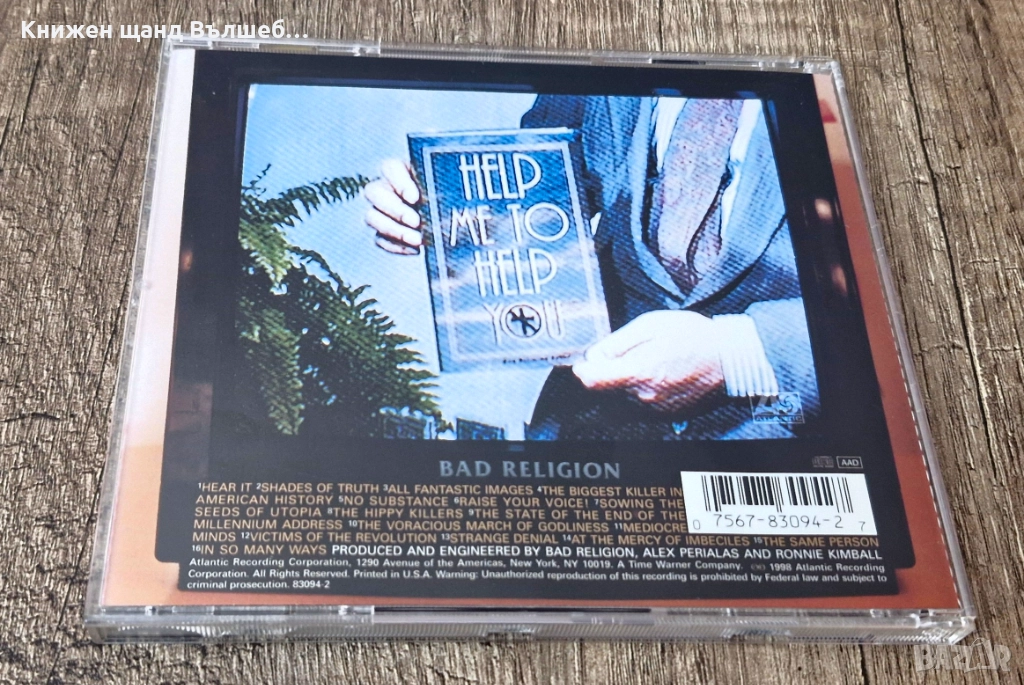 Книжен щанд Вълшеб...
HELP
ME TO
HELP
YOU
BAD RELIGION
AAD
1HEAR IT 2SHADES OF TRUTH 3ALL FANTASTIC IMAGES 4THE BIGGEST KILLER IN
AMERICAN HISTORY 5NO SUBSTANCE 6RAISE YOUR VOICE! 7SOWING THE
SEEDS OF UTOPIA 8THE HIPPY KILLERS 9THE STATE OF THE END OF THE
MILLENNIUM ADDRESS 10THE VORACIOUS MARCH OF GODLINESS 11MEDIOCRE
MINDS 12VICTIMS OF THE REVOLUTION 13STRANGE DENIAL 14AT THE MERCY OF IMBECILES 15THE SAME PERSON
16IN SO MANY WAYS PRODUCED AND ENGINEERED BY BAD RELIGION, ALEX PERIALAS AND RONNIE KIMBALL
Atlantic Recording Corporation, 1290 Avenue of the Americas, New York, NY 10019. A Time Warner Company. ©℗ 1998 Atlantic Recording
Corporation. All Rights Reserved. Printed in U.S.A. Warning: Unauthorized reproduction of this recording is prohibited by Federal law and subject to
criminal prosecution. 83094-2
0 7567-83094-2 7
BAZAR